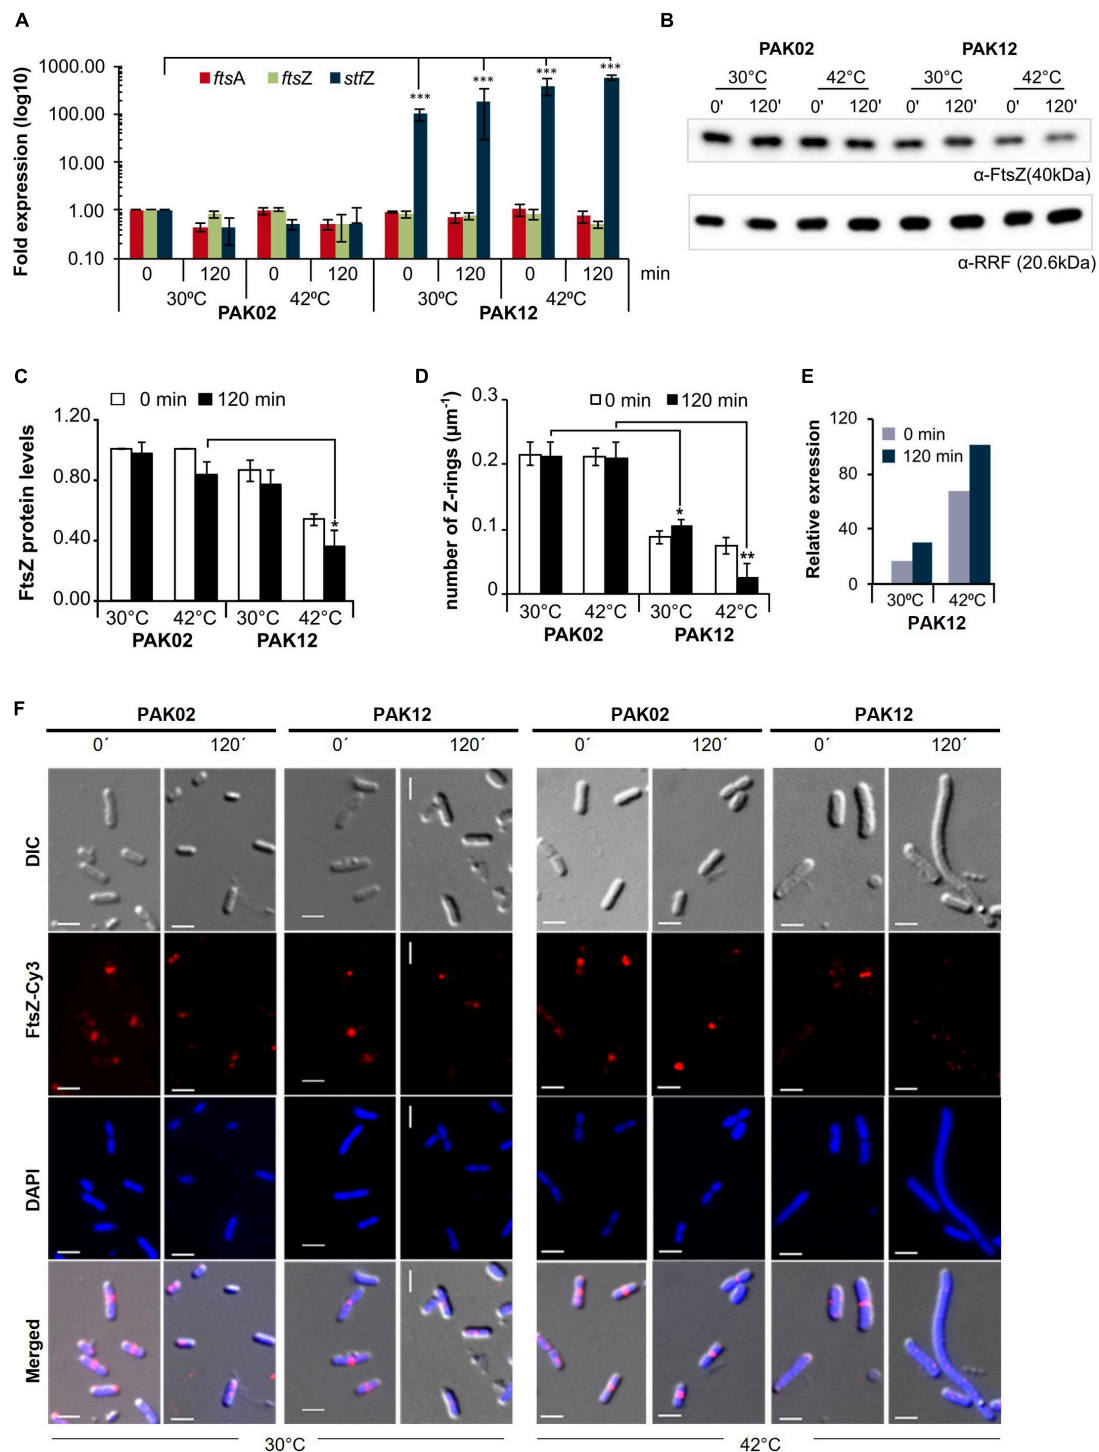 A
Fold expression (log10)
1000.00
100.00
10.00
1.00
0.10
ftsA ftsZ stfZ
*** *** *** ***
0 120 0 120 0 120 0 120 min
30ºC 42ºC 30ºC 42ºC
PAK02 PAK12
B
PAK02 PAK12
30°C 42°C 30°C 42°C
0' 120' 0' 120' 0' 120' 0' 120'
α-FtsZ(40kDa)
α-RRF (20.6kDa)
C
0 min 120 min
FtsZ protein levels
1.20
0.80
0.40
0.00
*
30°C 42°C 30°C 42°C
PAK02 PAK12
D
0 min 120 min
number of Z-rings (µm-1)
0.3
0.2
0.1
0
* **
30°C 42°C 30°C 42°C
PAK02 PAK12
E
Relative exression
120
80
40
0
0 min
120 min
30ºC 42ºC
PAK12
F
PAK02 PAK12 PAK02 PAK12
0´ 120´ 0´ 120´ 0´ 120´ 0´ 120´
DIC
FtsZ-Cy3
DAPI
Merged
30°C 42°C